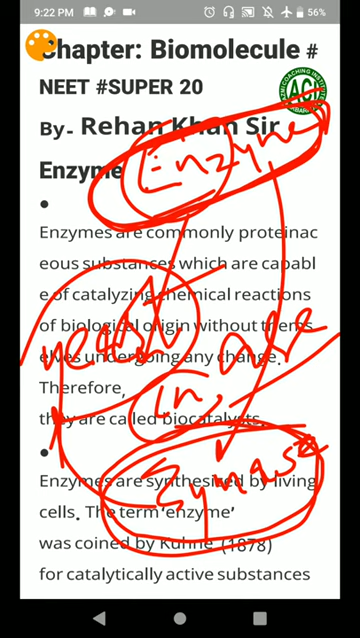 9:22 PM 56%
Chapter: Biomolecule #
NEET #SUPER 20
ACI
By- Rehan Khan Sir
Enzyme
Enzyme
•
Enzymes are commonly proteinac
eous substances which are capabl
e of catalyzing chemical reactions
of biological origin without thems
elves undergoing any change.
yeast
Therefore,
in
they are called biocatalysts.
•
Enzymes are synthesized by living
cells. The term ‘enzyme’
was coined by Kuhne (1878)
for catalytically active substances